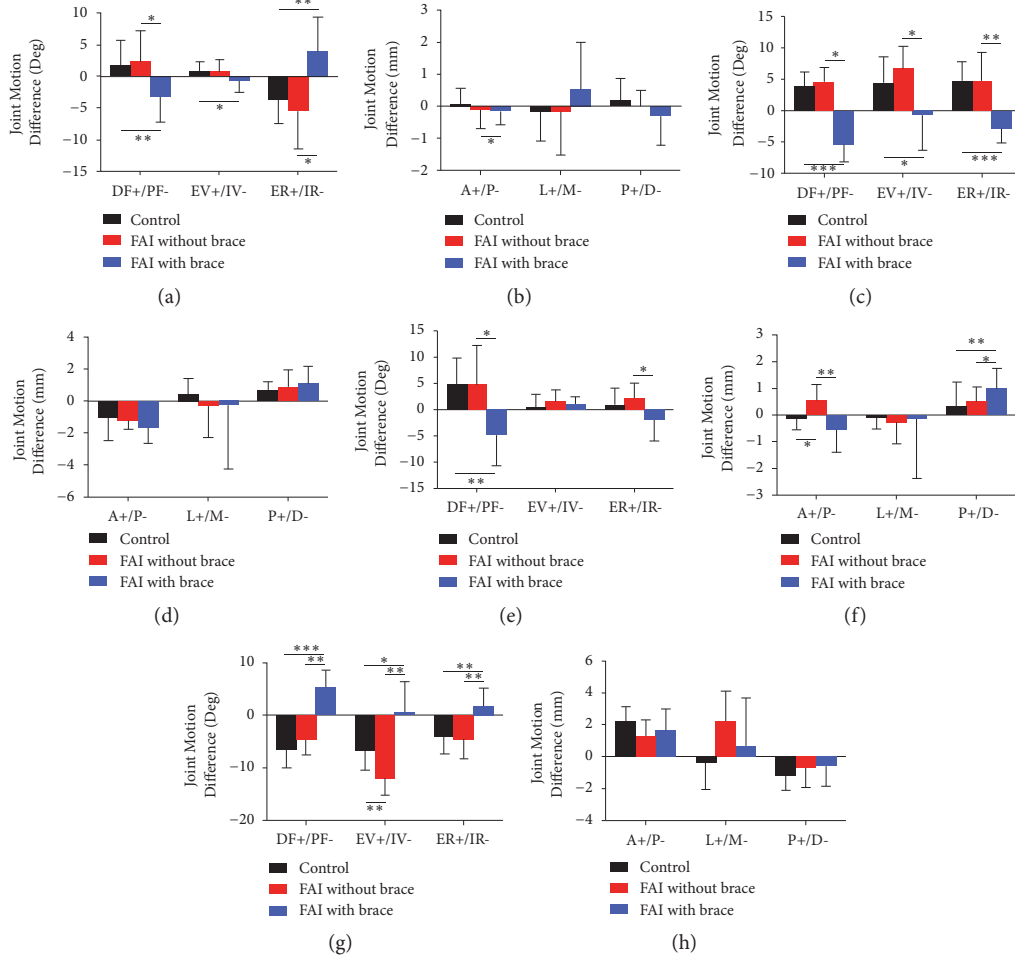 Joint Motion
Difference (Deg)
10
5
0
−5
−10
−15
*
**
**
*
**
*
DF+/PF-
EV+/IV-
ER+/IR-
Control
FAI without brace
FAI with brace
(a)
Joint Motion
Difference (mm)
3
2
1
0
−1
−2
*
A+/P-
L+/M-
P+/D-
Control
FAI without brace
FAI with brace
(b)
Joint Motion
Difference (Deg)
15
10
5
0
−5
−10
*
*
**
***
*
***
DF+/PF-
EV+/IV-
ER+/IR-
Control
FAI without brace
FAI with brace
(c)
Joint Motion
Difference (mm)
4
2
0
−2
−4
−6
A+/P-
L+/M-
P+/D-
Control
FAI without brace
FAI with brace
(d)
Joint Motion
Difference (Deg)
15
10
5
0
−5
−10
−15
*
*
**
DF+/PF-
EV+/IV-
ER+/IR-
Control
FAI without brace
FAI with brace
(e)
Joint Motion
Difference (mm)
3
2
1
0
−1
−2
−3
**
**
*
*
A+/P-
L+/M-
P+/D-
Control
FAI without brace
FAI with brace
(f)
Joint Motion
Difference (Deg)
10
0
−10
−20
***
**
*
**
**
**
**
DF+/PF-
EV+/IV-
ER+/IR-
Control
FAI without brace
FAI with brace
(g)
Joint Motion
Difference (mm)
6
4
2
0
−2
−4
A+/P-
L+/M-
P+/D-
Control
FAI without brace
FAI with brace
(h)